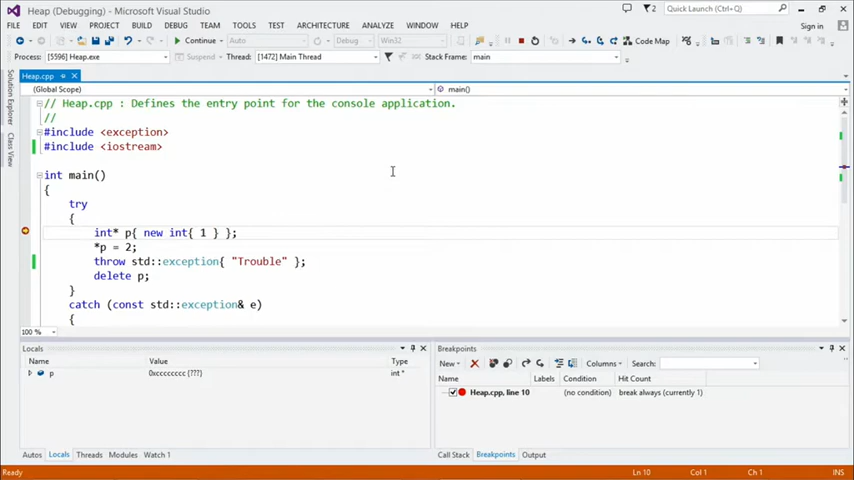 Heap (Debugging) - Microsoft Visual Studio
2
Quick Launch (Ctrl+Q)
FILE EDIT VIEW PROJECT BUILD DEBUG TEAM TOOLS TEST ARCHITECTURE ANALYZE WINDOW HELP
Sign in
Continue Auto Debug Win32 Code Map
Process: [5596] Heap.exe Suspend Thread: [1472] Main Thread Stack Frame: main
Heap.cpp
(Global Scope) main()
Solution Explorer
Class View
// Heap.cpp : Defines the entry point for the console application.
//
#include <exception>
#include <iostream>
int main()
{
try
{
int* p{ new int{ 1 } };
*p = 2;
throw std::exception{ "Trouble" };
delete p;
}
catch (const std::exception& e)
{
100 %
Locals
Name Value Type
p 0xcccccccc {???} int *
Autos Locals Threads Modules Watch 1
Breakpoints
New Columns Search:
Name Labels Condition Hit Count
Heap.cpp, line 10 (no condition) break always (currently 1)
Call Stack Breakpoints Output
Ready Ln 10 Col 1 Ch 1 INS